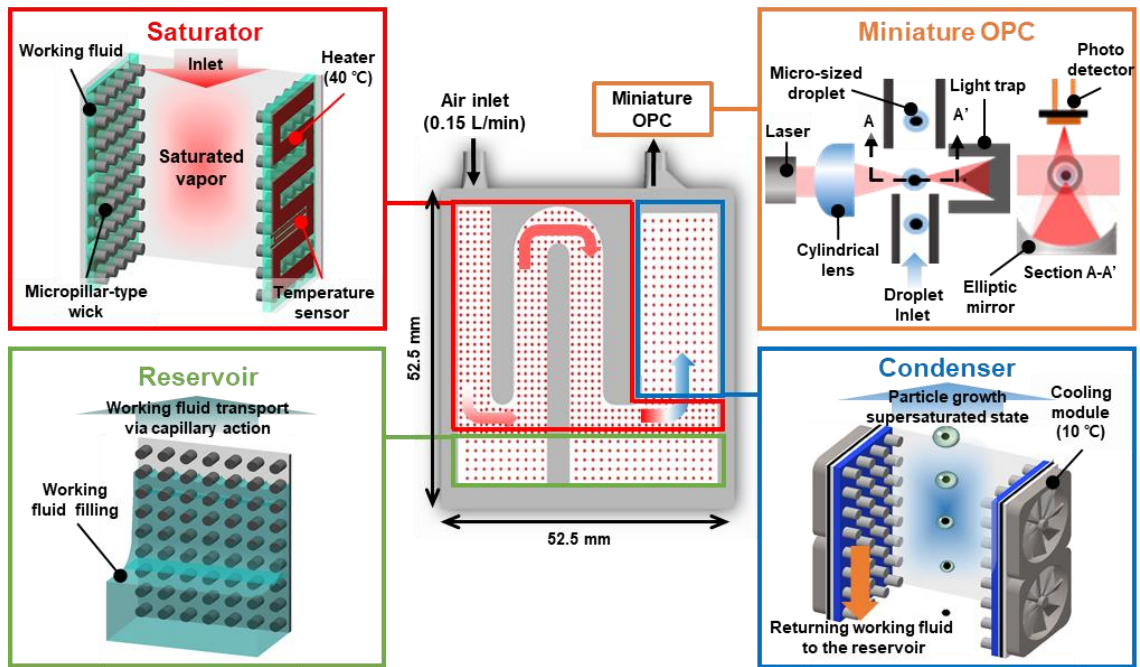 Saturator
Working fluid
Inlet
Heater
(40 ℃)
Saturated
vapor
Micropillar-type
wick
Temperature
sensor
Air inlet
(0.15 L/min)
Miniature
OPC
52.5 mm
52.5 mm
Miniature OPC
Micro-sized
droplet
Photo
detector
Light trap
A
A’
Laser
Cylindrical
lens
Droplet
Inlet
Elliptic
mirror
Section A-A’
Reservoir
Working fluid transport
via capillary action
Working
fluid filling
Condenser
Particle growth
supersaturated state
Cooling
module
(10 ℃)
Returning working fluid
to the reservoir